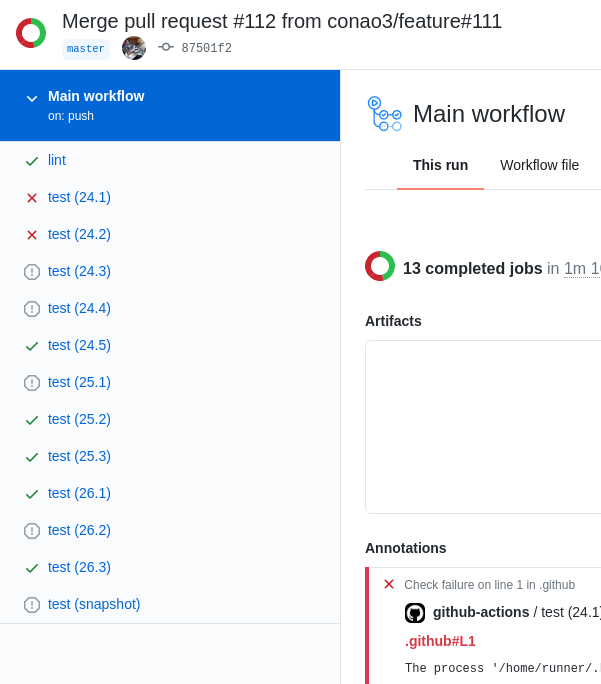 Merge pull request #112 from conao3/feature#111
master 87501f2
Main workflow
on: push
lint
test (24.1)
test (24.2)
test (24.3)
test (24.4)
test (24.5)
test (25.1)
test (25.2)
test (25.3)
test (26.1)
test (26.2)
test (26.3)
test (snapshot)
Main workflow
This run Workflow file
13 completed jobs in 1m
Artifacts
Annotations
Check failure on line 1 in .github
github-actions / test (24.1)
.github#L1
The process '/home/runner/.